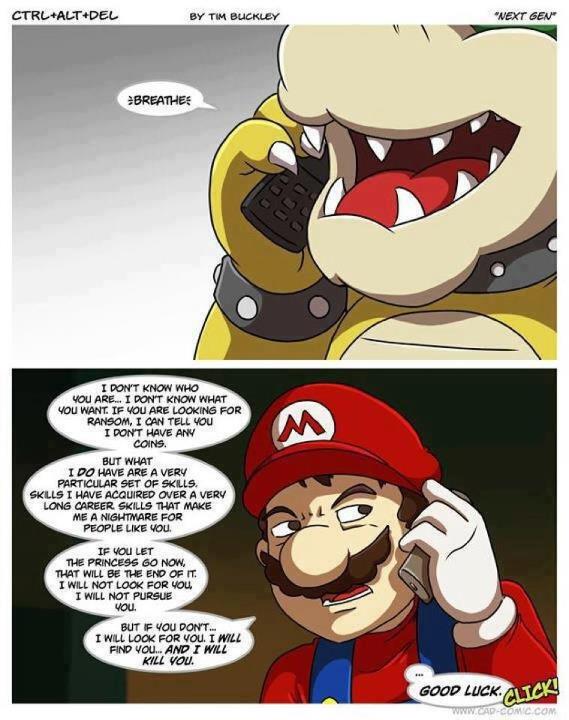 CTRL+ALT+DEL BY TIM BUCKLEY "NEXT GEN"
BREATHE
I DON'T KNOW WHO
YOU ARE... I DON'T KNOW WHAT
YOU WANT. IF YOU ARE LOOKING FOR
RANSOM, I CAN TELL YOU
I DON'T HAVE ANY
COINS.
BUT WHAT
I DO HAVE ARE A VERY
PARTICULAR SET OF SKILLS.
SKILLS I HAVE ACQUIRED OVER A VERY
LONG CAREER. SKILLS THAT MAKE
ME A NIGHTMARE FOR
PEOPLE LIKE YOU.
IF YOU LET
THE PRINCESS GO NOW,
THAT WILL BE THE END OF IT.
I WILL NOT LOOK FOR YOU,
I WILL NOT PURSUE
YOU.
BUT IF YOU DON'T...
I WILL LOOK FOR YOU. I WILL
FIND YOU... AND I WILL
KILL YOU.
M
...
GOOD LUCK.
CLICK!
WWW.CAD-COMIC.COM